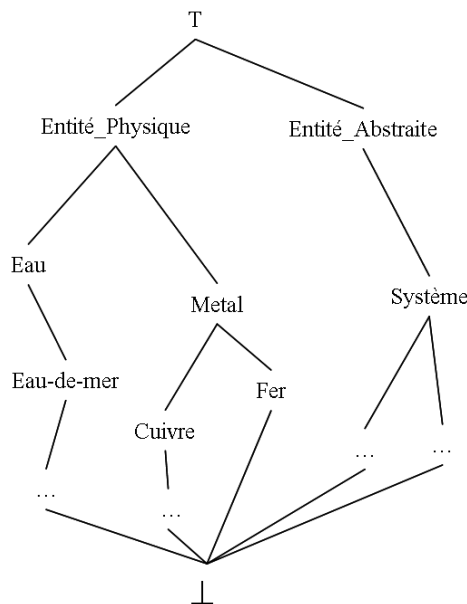 T
Entité_Physique
Entité_Abstraite
Eau
Metal
Système
Eau-de-mer
Fer
Cuivre
...
...
...
...
⊥